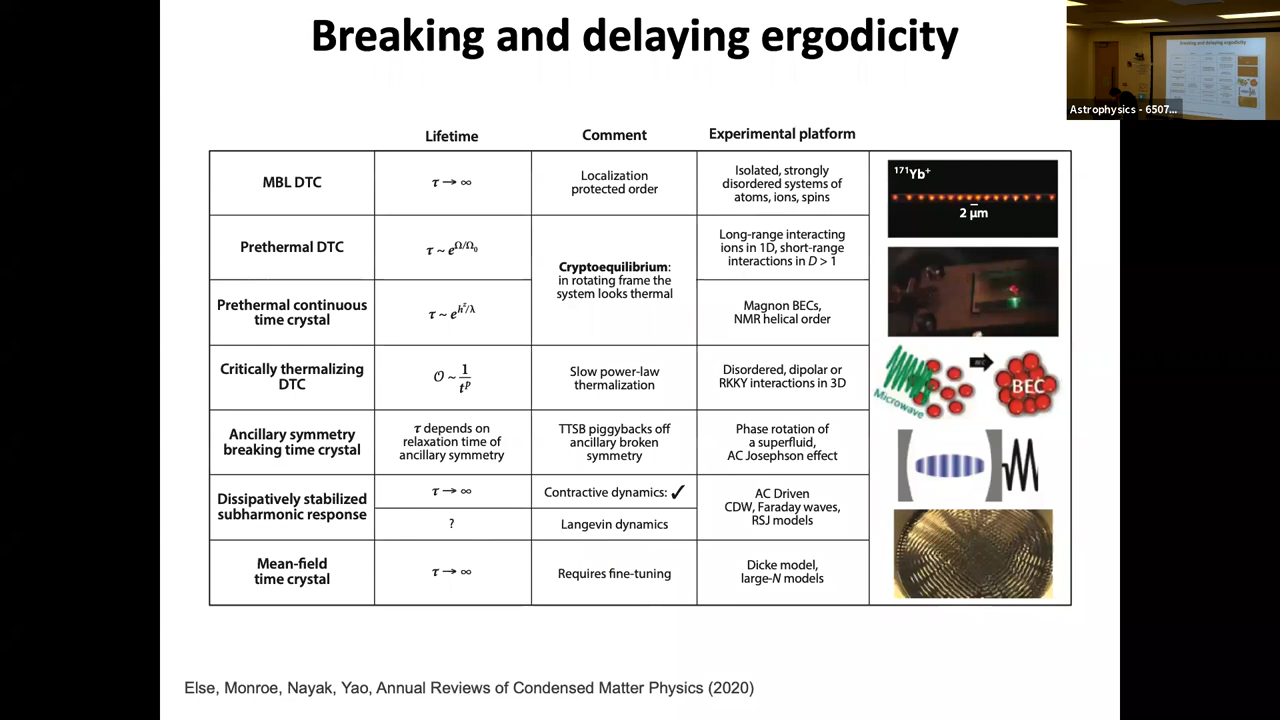 Breaking and delaying ergodicity
Astrophysics - 6507...
Lifetime
Comment
Experimental platform
MBL DTC
τ → ∞
Localization
protected order
Isolated, strongly
disordered systems of
atoms, ions, spins
¹⁷¹Yb⁺
2 μm
Prethermal DTC
τ ~ e^{Ω/Ω₀}
Cryptoequilibrium:
in rotating frame the
system looks thermal
Long-range interacting
ions in 1D, short-range
interactions in D > 1
Prethermal continuous
time crystal
τ ~ e^{h^z/λ}
Magnon BECs,
NMR helical order
Critically thermalizing
DTC
𝒪 ~ 1/t^p
Slow power-law
thermalization
Disordered, dipolar or
RKKY interactions in 3D
Microwave
BEC
Ancillary symmetry
breaking time crystal
τ depends on
relaxation time of
ancillary symmetry
TTSB piggybacks off
ancillary broken
symmetry
Phase rotation of
a superfluid,
AC Josephson effect
Dissipatively stabilized
subharmonic response
τ → ∞
Contractive dynamics: ✓
?
Langevin dynamics
AC Driven
CDW, Faraday waves,
RSJ models
Mean-field
time crystal
τ → ∞
Requires fine-tuning
Dicke model,
large-N models
Else, Monroe, Nayak, Yao, Annual Reviews of Condensed Matter Physics (2020)